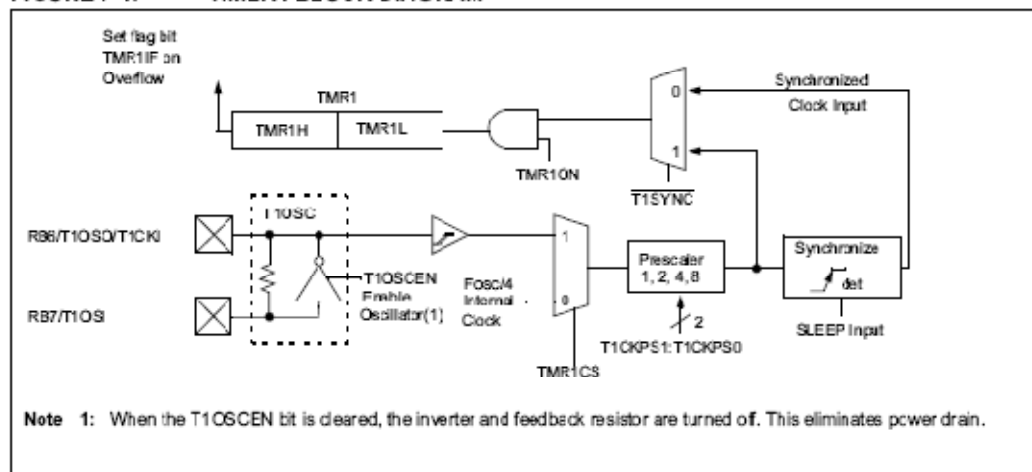 Set flag bit
TMR1IF on
Overflow
TMR1
TMR1H
TMR1L
TMR1ON
0
1
T1SYNC
Synchronized
Clock Input
RB6/T1OSO/T1CKI
RB7/T1OSI
T1OSC
T1OSCEN
Enable
Oscillator(1)
Fosc/4
Internal
Clock
1
0
TMR1CS
Prescaler
1, 2, 4, 8
2
T1CKPS1:T1CKPS0
Synchronize
det
SLEEP Input
Note 1: When the T1OSCEN bit is cleared, the inverter and feedback resistor are turned of. This eliminates power drain.